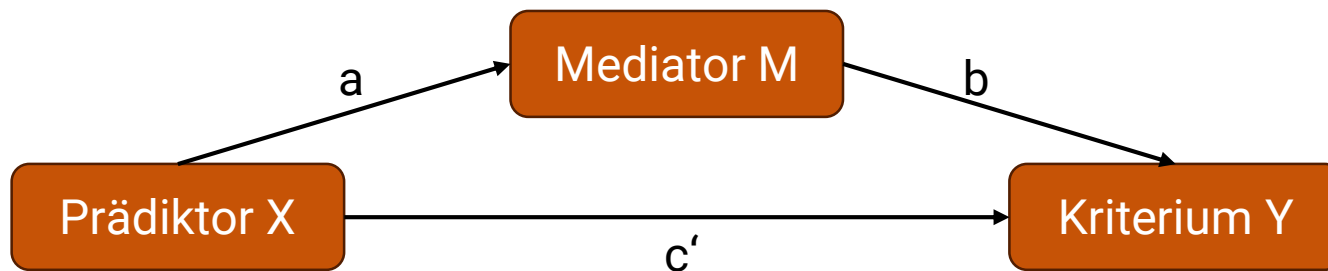 Mediator M
a
b
Prädiktor X
Kriterium Y
c‘